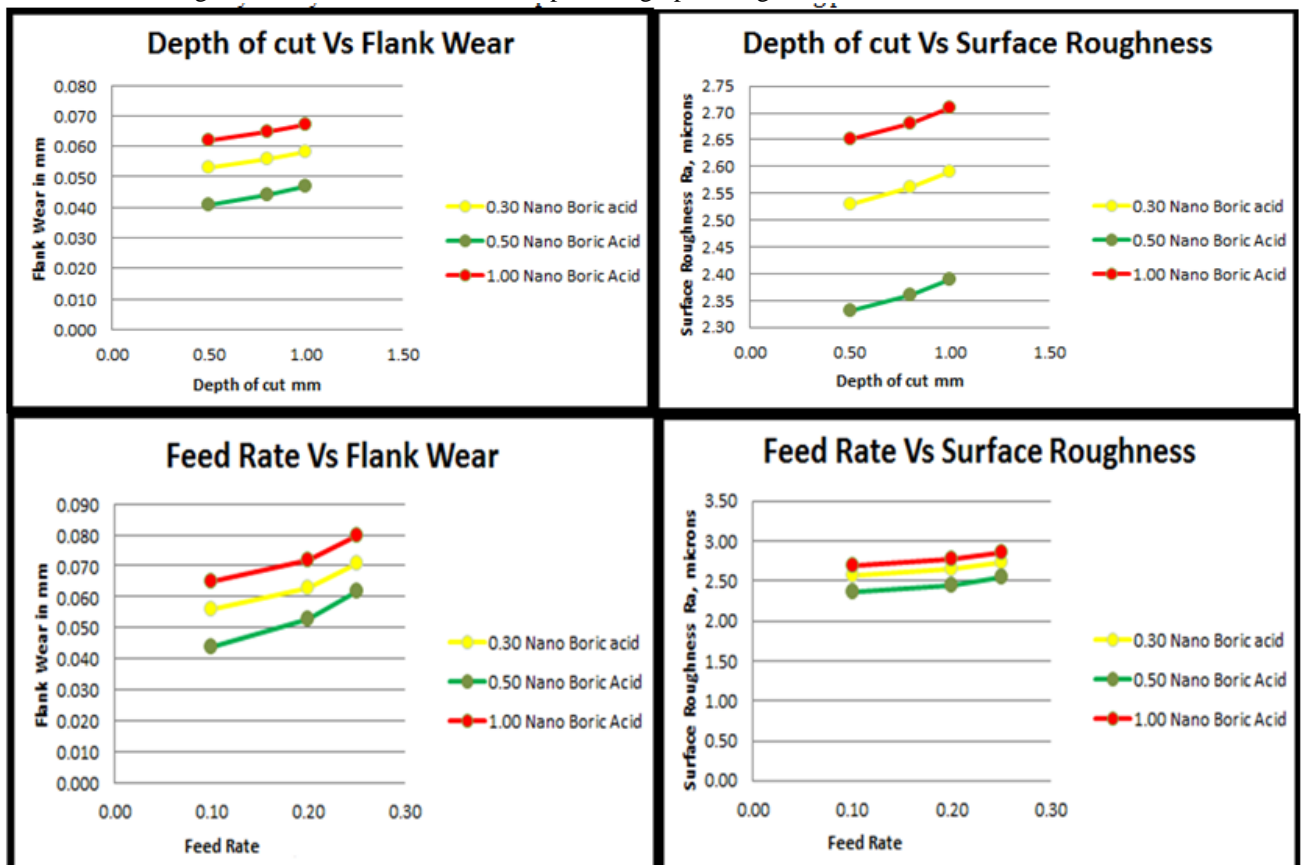 Depth of cut Vs Flank Wear
0.080
0.070
0.060
0.050
0.040
0.030
0.020
0.010
0.000
Flank Wear in mm
0.00 0.50 1.00 1.50
Depth of cut mm
0.30 Nano Boric acid
0.50 Nano Boric Acid
1.00 Nano Boric Acid
Depth of cut Vs Surface Roughness
2.75
2.70
2.65
2.60
2.55
2.50
2.45
2.40
2.35
2.30
Surface Roughness Ra, microns
0.00 0.50 1.00 1.50
Depth of cut mm
0.30 Nano Boric acid
0.50 Nano Boric Acid
1.00 Nano Boric Acid
Feed Rate Vs Flank Wear
0.090
0.080
0.070
0.060
0.050
0.040
0.030
0.020
0.010
0.000
Flank Wear in mm
0.00 0.10 0.20 0.30
Feed Rate
0.30 Nano Boric acid
0.50 Nano Boric Acid
1.00 Nano Boric Acid
Feed Rate Vs Surface Roughness
3.50
3.00
2.50
2.00
1.50
1.00
0.50
0.00
Surface Roughness Ra, microns
0.00 0.10 0.20 0.30
Feed Rate
0.30 Nano Boric acid
0.50 Nano Boric Acid
1.00 Nano Boric Acid